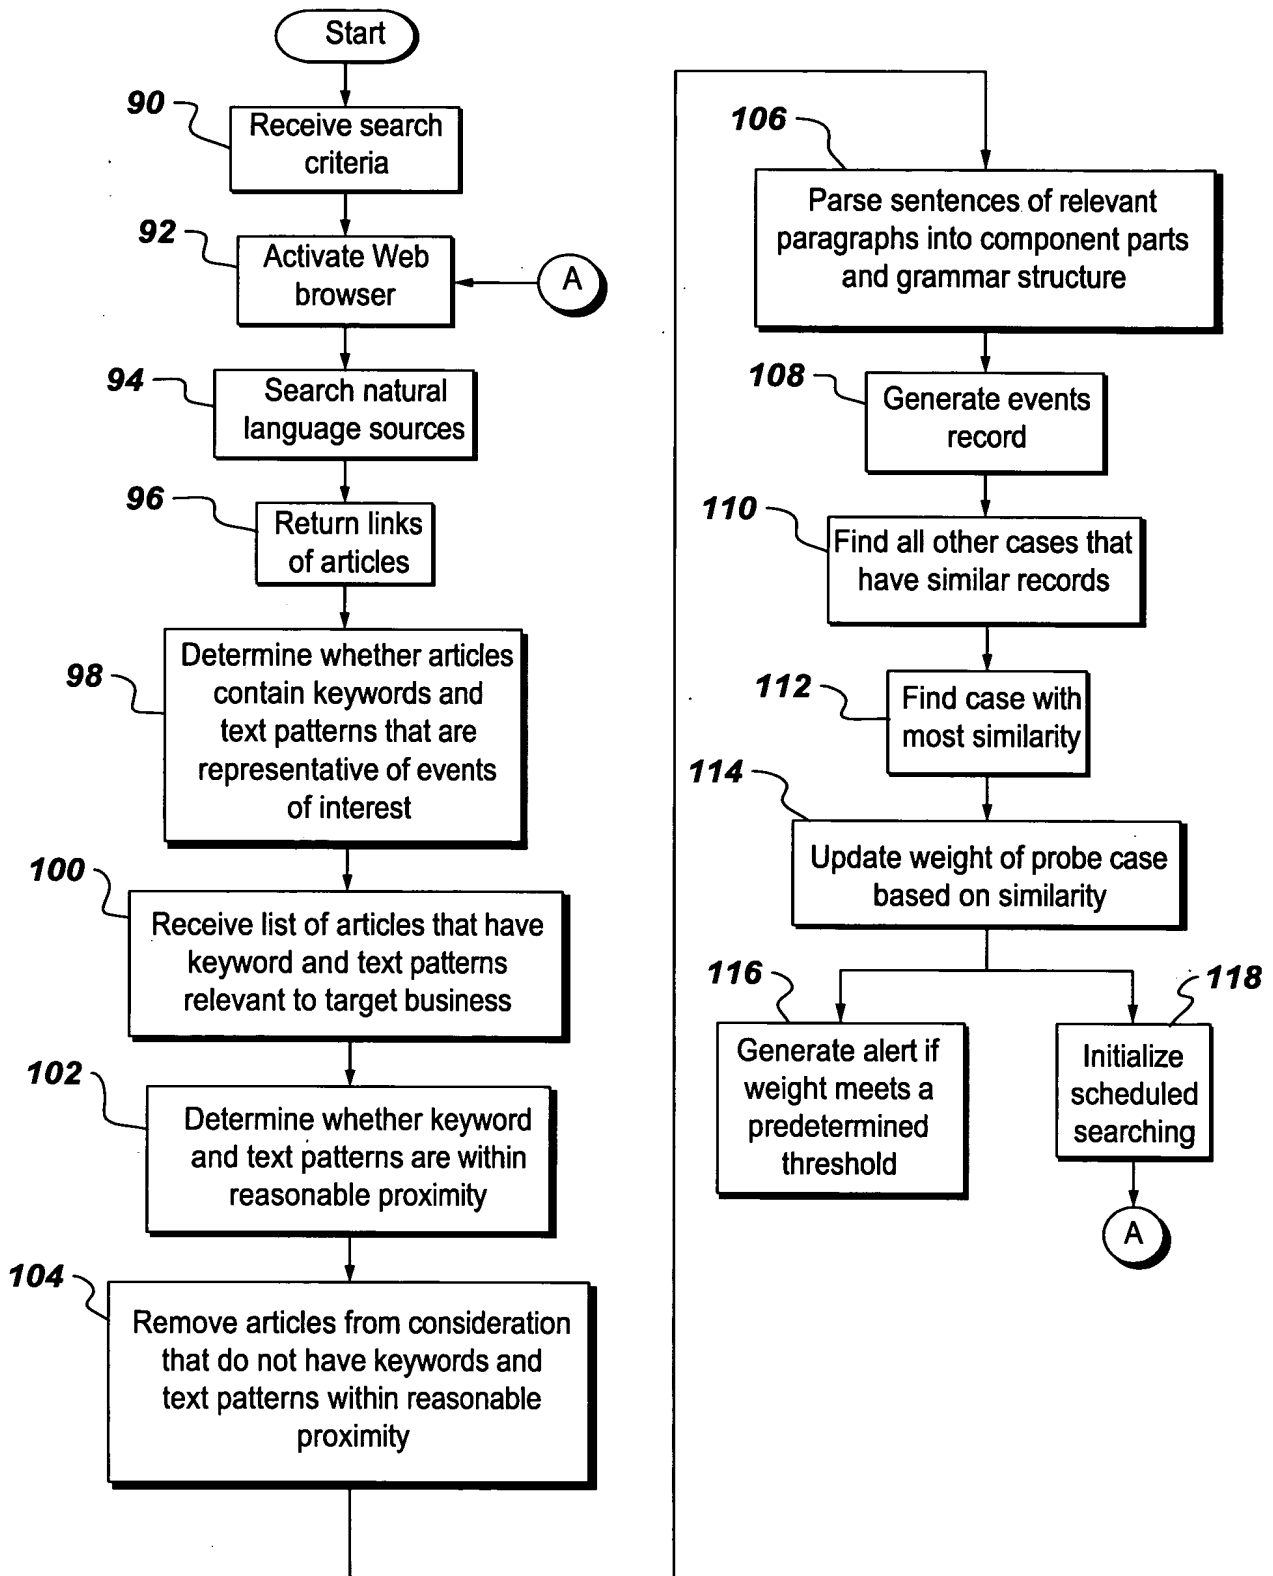 Start
90
Receive search
criteria
92
Activate Web
browser
A
94
Search natural
language sources
96
Return links
of articles
98
Determine whether articles
contain keywords and
text patterns that are
representative of events
of interest
100
Receive list of articles that have
keyword and text patterns
relevant to target business
102
Determine whether keyword
and text patterns are within
reasonable proximity
104
Remove articles from consideration
that do not have keywords and
text patterns within reasonable
proximity
106
Parse sentences of relevant
paragraphs into component parts
and grammar structure
108
Generate events
record
110
Find all other cases that
have similar records
112
Find case with
most similarity
114
Update weight of probe case
based on similarity
116
Generate alert if
weight meets a
predetermined
threshold
118
Initialize
scheduled
searching
A